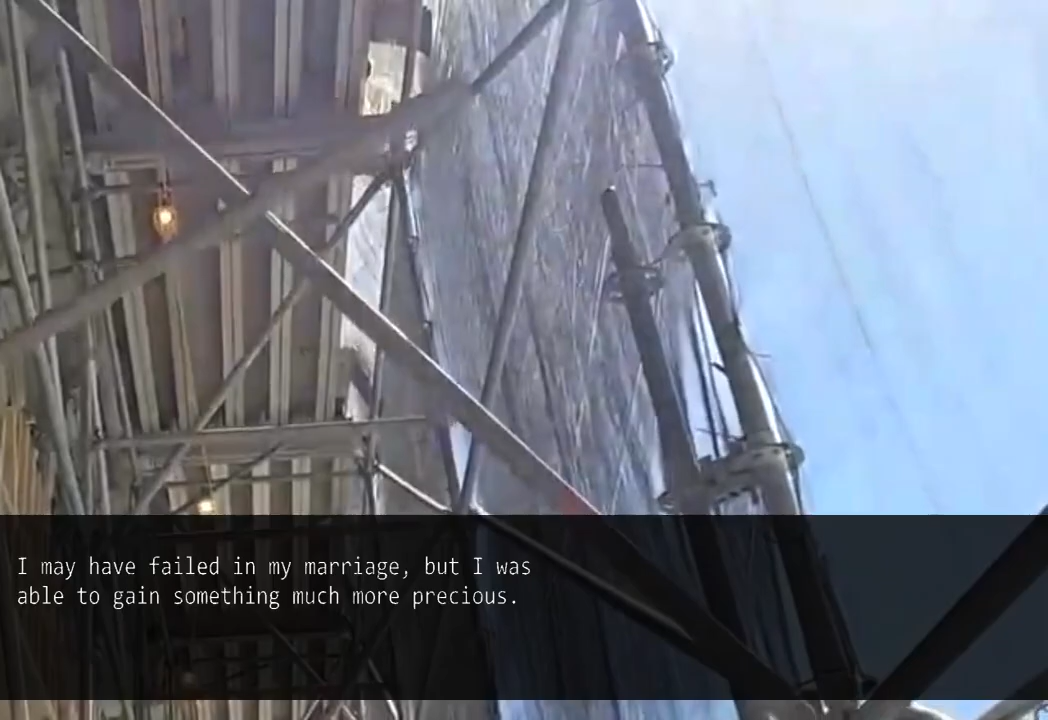 I may have failed in my marriage, but I was
able to gain something much more precious.